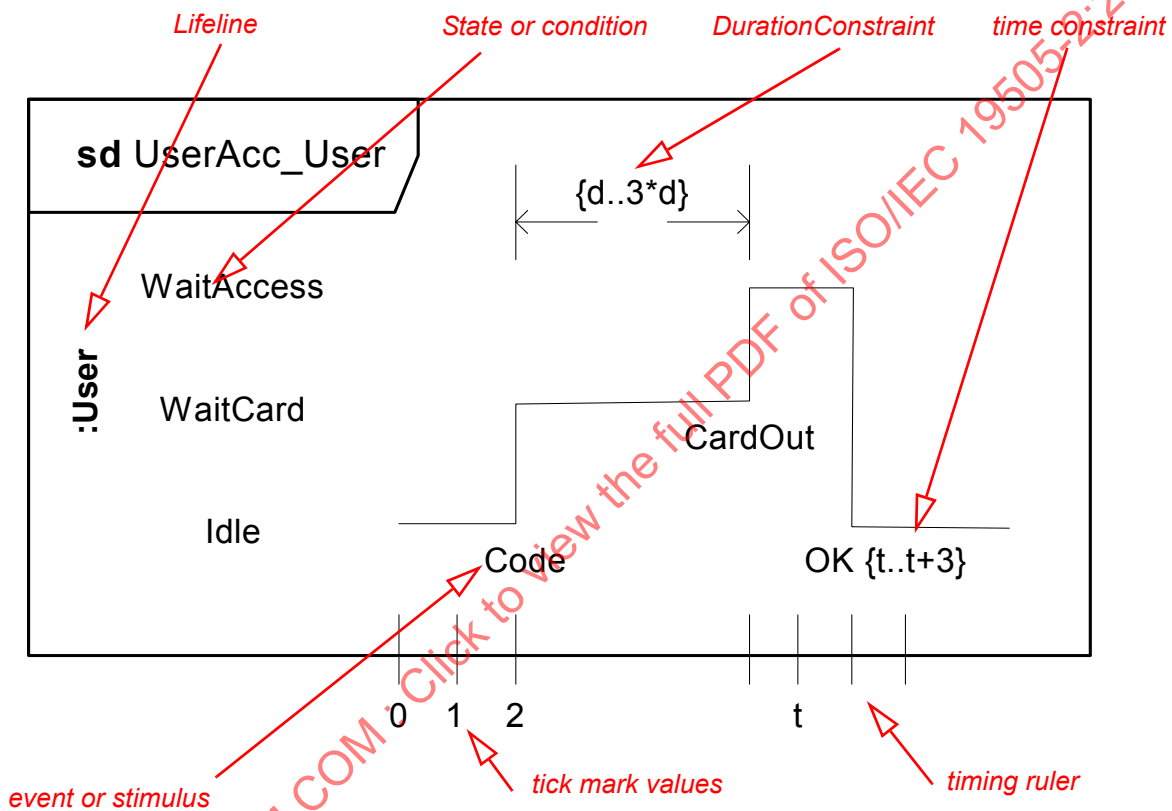 Lifeline
State or condition
DurationConstraint
time constraint
sd UserAcc_User
{d..3*d}
WaitAccess
:User
WaitCard
CardOut
Idle
Code
OK {t..t+3}
0 1 2 t
event or stimulus
tick mark values
timing ruler
COM : Click to view the full PDF of ISO/IEC 19505-2:2